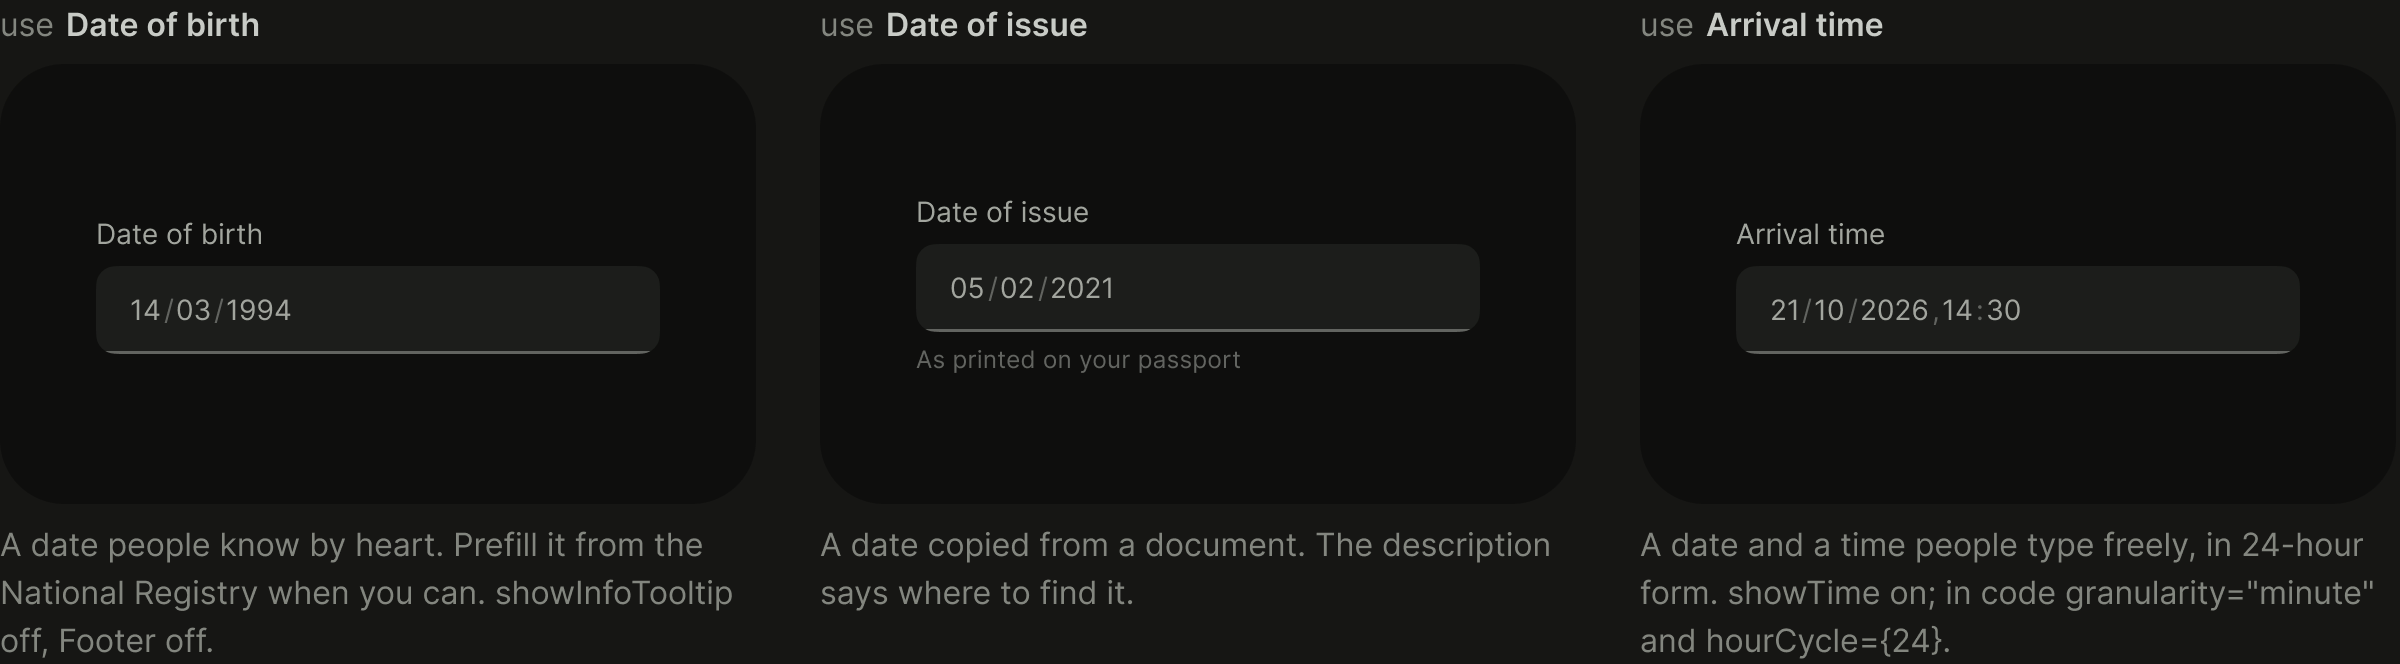 use Date of birth
Date of birth
14/03/1994
A date people know by heart. Prefill it from the
National Registry when you can. showInfoTooltip
off, Footer off.
use Date of issue
Date of issue
05/02/2021
As printed on your passport
A date copied from a document. The description
says where to find it.
use Arrival time
Arrival time
21/10/2026,14:30
A date and a time people type freely, in 24-hour
form. showTime on; in code granularity="minute"
and hourCycle={24}.